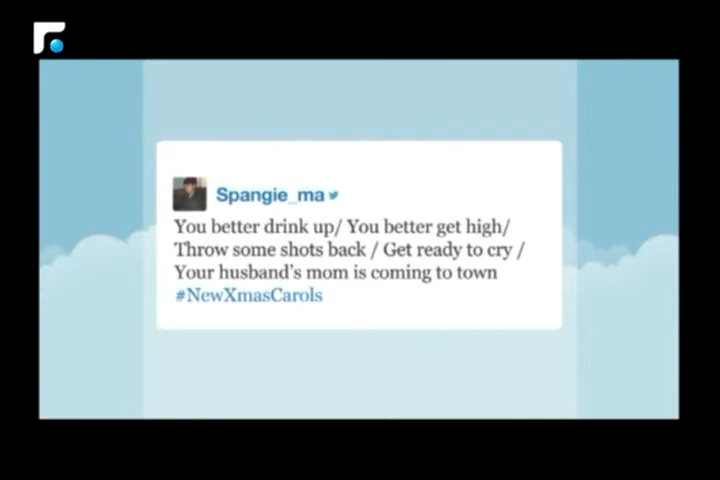 Spangie_ma
You better drink up/ You better get high/
Throw some shots back / Get ready to cry /
Your husband's mom is coming to town
#NewXmasCarols